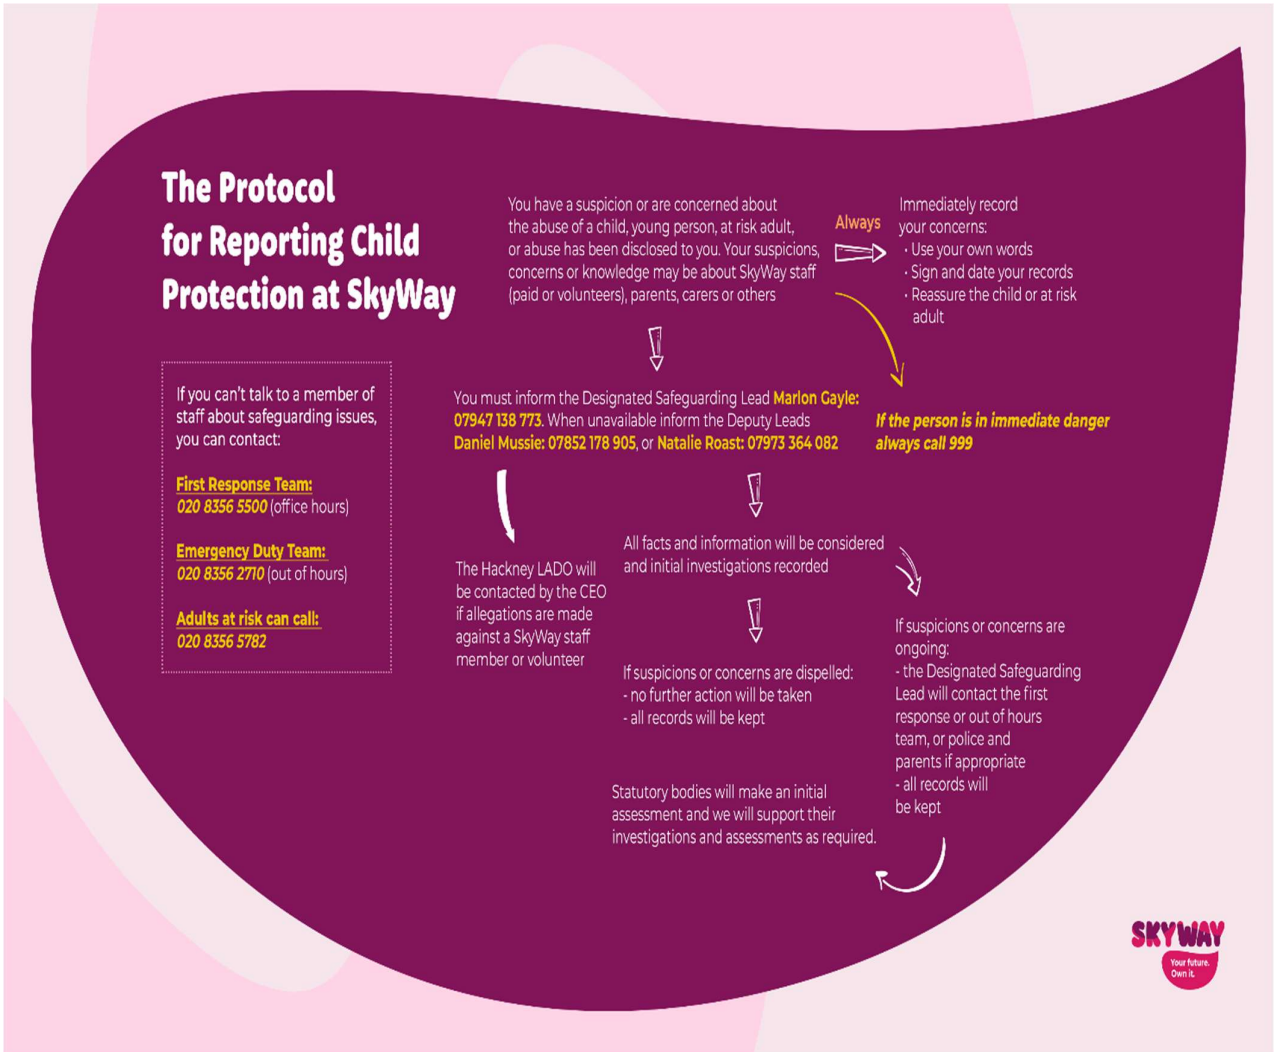 The Protocol
for Reporting Child
Protection at SkyWay
If you can't talk to a member of
staff about safeguarding issues,
you can contact:
First Response Team:
020 8356 5500 (office hours)
Emergency Duty Team:
020 8356 2710 (out of hours)
Adults at risk can call:
020 8356 5782
You have a suspicion or are concerned about
the abuse of a child, young person, at risk adult,
or abuse has been disclosed to you. Your suspicions,
concerns or knowledge may be about SkyWay staff
(paid or volunteers), parents, carers or others
Always
Immediately record
your concerns:
· Use your own words
· Sign and date your records
· Reassure the child or at risk
adult
You must inform the Designated Safeguarding Lead Marlon Gayle:
07947 138 773. When unavailable inform the Deputy Leads
Daniel Mussie: 07852 178 905, or Natalie Roast: 07973 364 082
If the person is in immediate danger
always call 999
The Hackney LADO will
be contacted by the CEO
if allegations are made
against a SkyWay staff
member or volunteer
All facts and information will be considered
and initial investigations recorded
If suspicions or concerns are dispelled:
- no further action will be taken
- all records will be kept
If suspicions or concerns are
ongoing:
- the Designated Safeguarding
Lead will contact the first
response or out of hours
team, or police and
parents if appropriate
- all records will
be kept
Statutory bodies will make an initial
assessment and we will support their
investigations and assessments as required.
SKYWAY
Your future.
Own it.